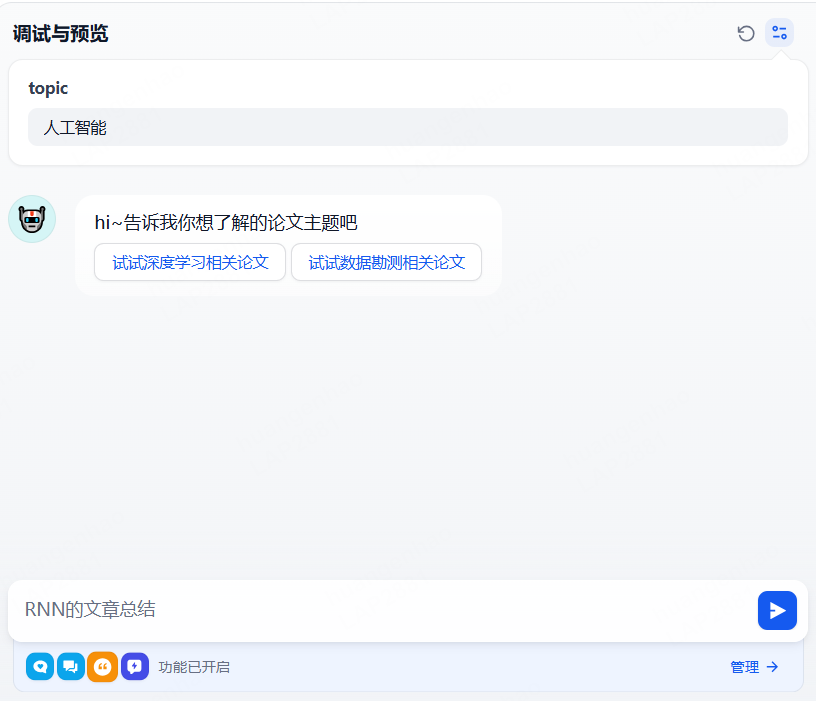 调试与预览
topic
人工智能
hi~告诉我你想了解的论文主题吧
试试深度学习相关论文 试试数据勘测相关论文
RNN的文章总结
功能已开启 管理 →